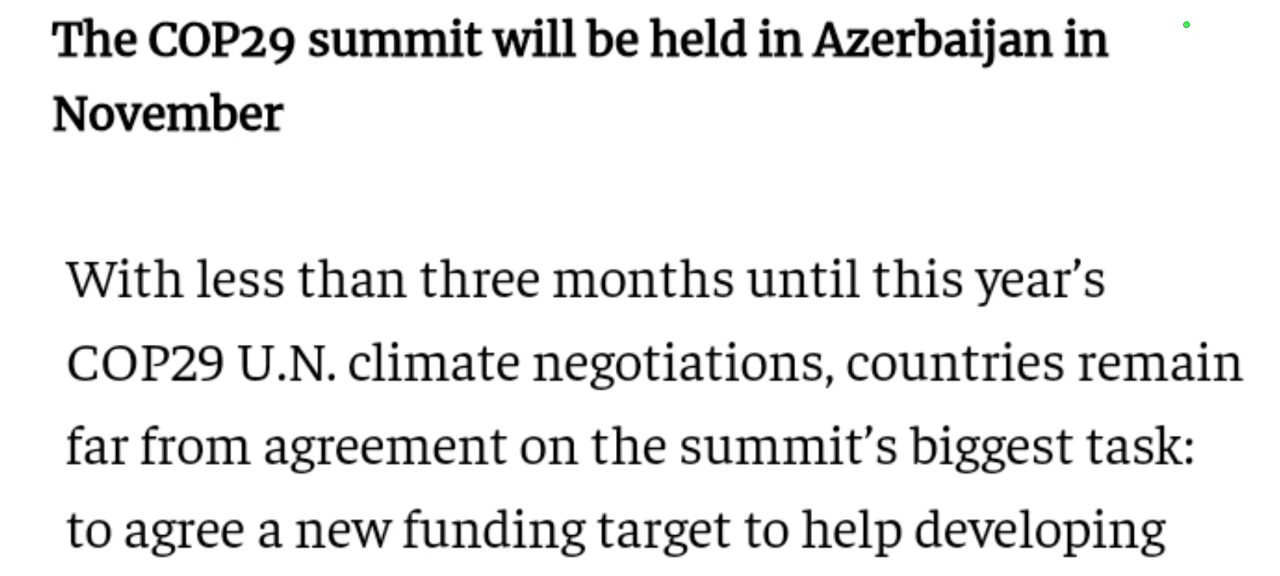 The COP29 summit will be held in Azerbaijan in
November
With less than three months until this year’s
COP29 U.N. climate negotiations, countries remain
far from agreement on the summit’s biggest task:
to agree a new funding target to help developing